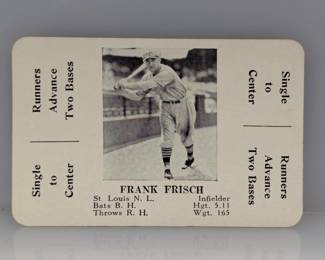 Runners
Advance
Two Bases
Single
to
Center
FRANK FRISCH
St Louis N. L. Infielder
Bats B. H. Hgt. 5.11
Throws R. H. Wgt. 165
Single
to
Center
Runners
Advance
Two Bases